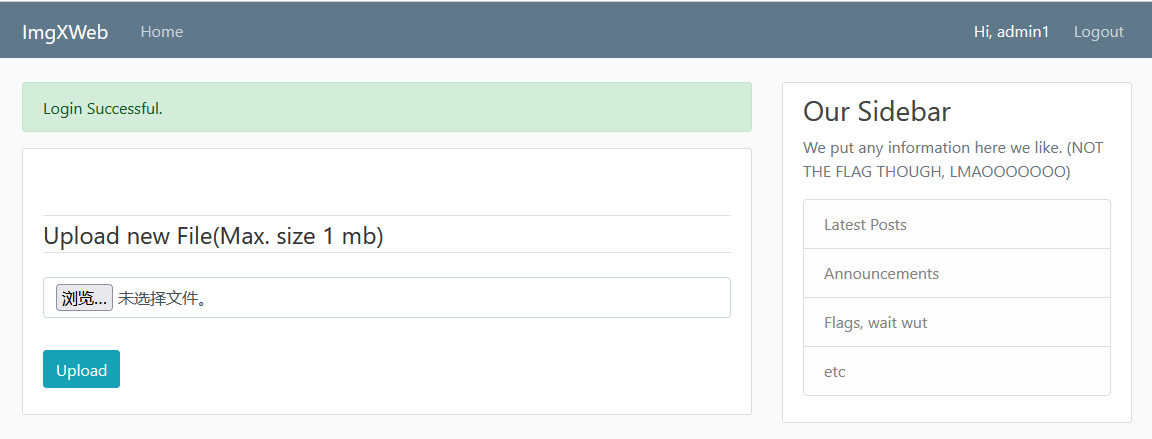 ImgXWeb Home Hi, admin1 Logout
Login Successful.
Upload new File(Max. size 1 mb)
浏览... 未选择文件。
Upload
Our Sidebar
We put any information here we like. (NOT
THE FLAG THOUGH, LMAOOOOOOO)
Latest Posts
Announcements
Flags, wait wut
etc